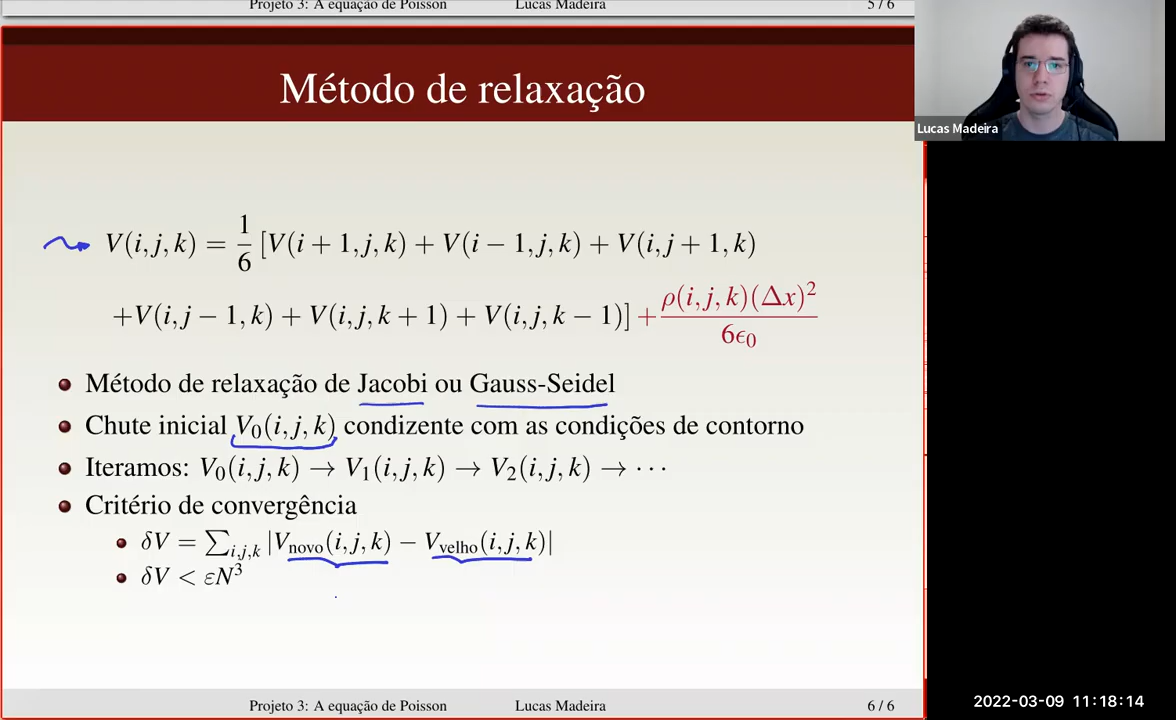 Projeto 3: A equação de Poisson Lucas Madeira 5 / 6
Método de relaxação
V(i,j,k) = 1/6 [V(i+1,j,k) + V(i−1,j,k) + V(i,j+1,k)
+V(i,j−1,k) + V(i,j,k+1) + V(i,j,k−1)] + ρ(i,j,k)(Δx)²/6ϵ₀
Método de relaxação de Jacobi ou Gauss-Seidel
Chute inicial V₀(i,j,k) condizente com as condições de contorno
Iteramos: V₀(i,j,k) → V₁(i,j,k) → V₂(i,j,k) → ···
Critério de convergência
δV = ∑i,j,k |Vnovo(i,j,k) − Vvelho(i,j,k)|
δV < εN³
Projeto 3: A equação de Poisson Lucas Madeira 6 / 6
Lucas Madeira
2022-03-09 11:18:14